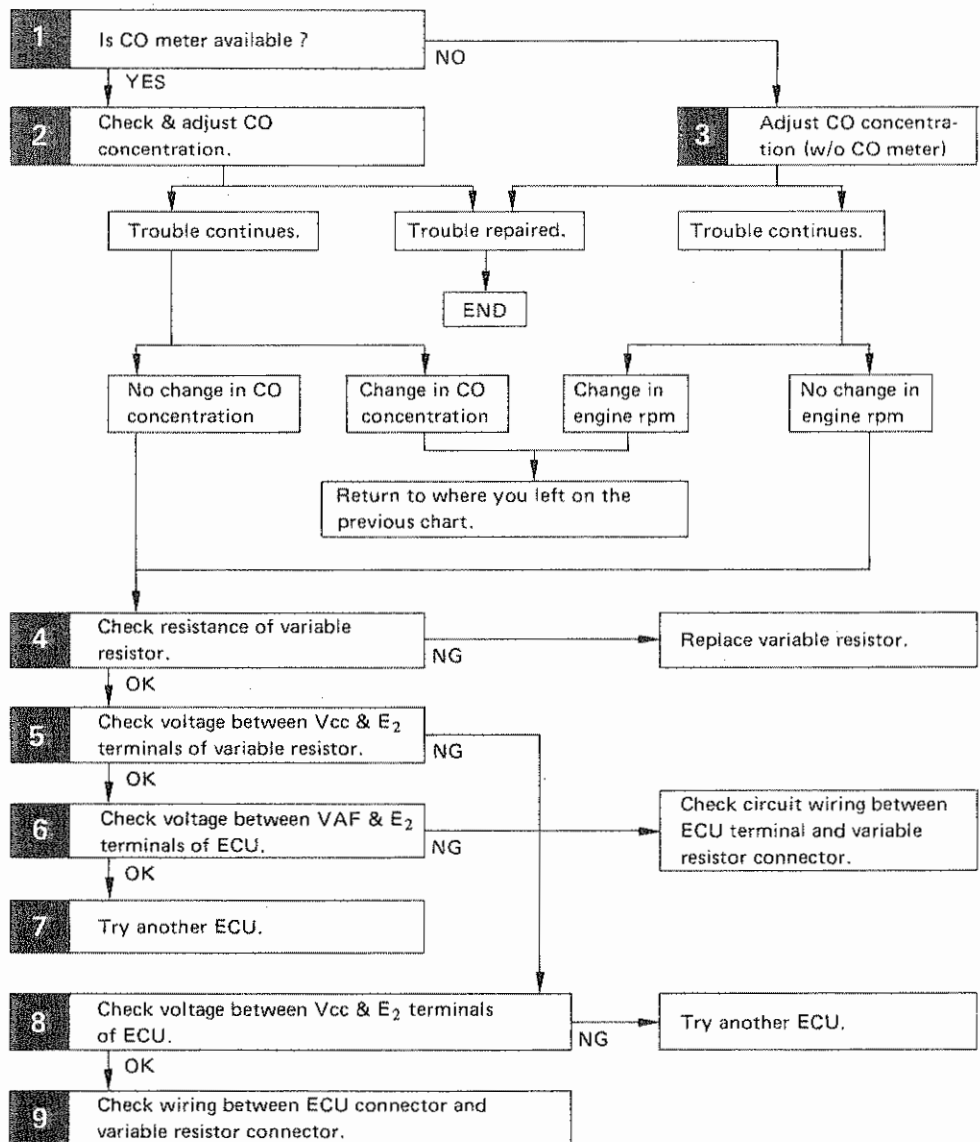 1
Is CO meter available ?
NO
YES
2
Check & adjust CO
concentration.
3
Adjust CO concentra-
tion (w/o CO meter)
Trouble continues.
Trouble repaired.
Trouble continues.
END
No change in CO
concentration
Change in CO
concentration
Change in
engine rpm
No change in
engine rpm
Return to where you left on the
previous chart.
4
Check resistance of variable
resistor.
NG
Replace variable resistor.
OK
5
Check voltage between Vcc & E₂
terminals of variable resistor.
NG
OK
6
Check voltage between VAF & E₂
terminals of ECU.
NG
Check circuit wiring between
ECU terminal and variable
resistor connector.
OK
7
Try another ECU.
8
Check voltage between Vcc & E₂ terminals
of ECU.
NG
Try another ECU.
OK
9
Check wiring between ECU connector and
variable resistor connector.